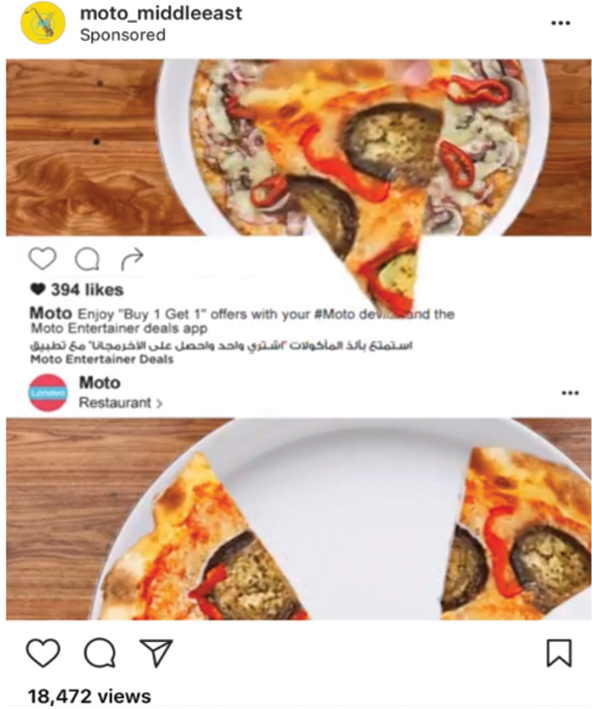 moto_middleeast
Sponsored
394 likes
Moto Enjoy "Buy 1 Get 1" offers with your #Moto and the
Moto Entertainer deals app
استمتع بألذ المأكولات "اشتري واحد واحصل على الآخر مجانا" مع تطبيق
Moto Entertainer Deals
Lenovo
Moto
Restaurant >
18,472 views